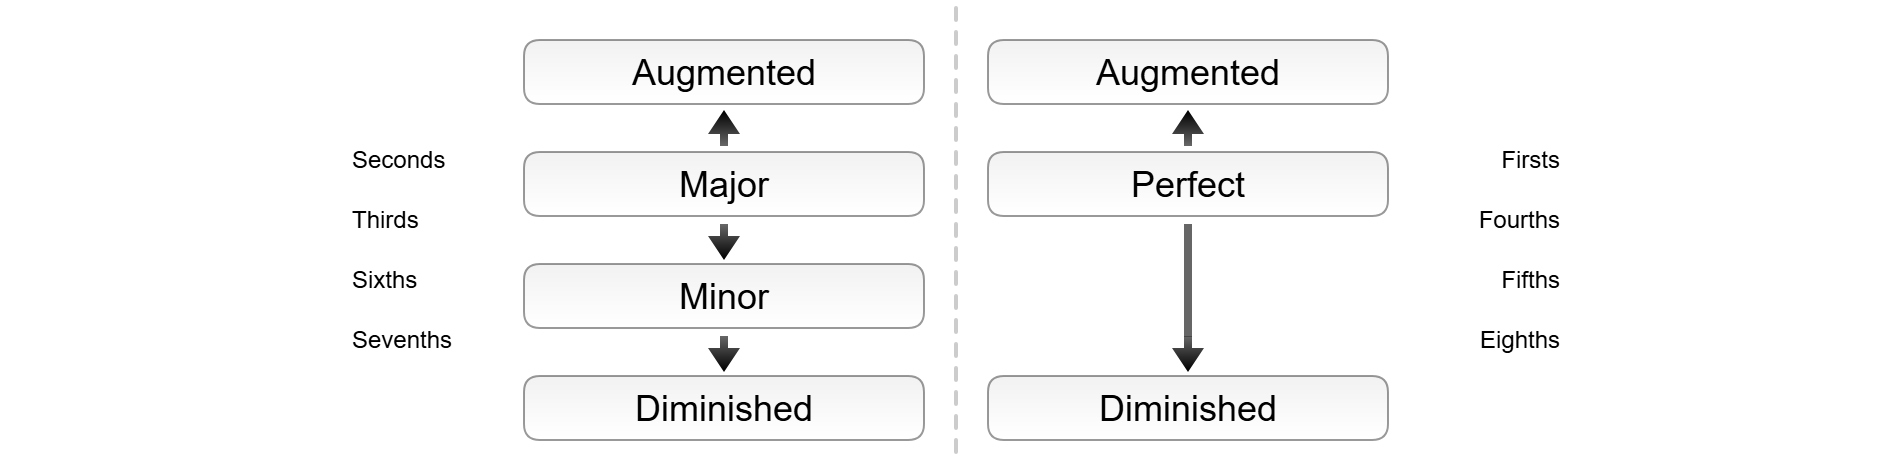 Seconds
Thirds
Sixths
Sevenths
Augmented
Major
Minor
Diminished
Augmented
Perfect
Diminished
Firsts
Fourths
Fifths
Eighths